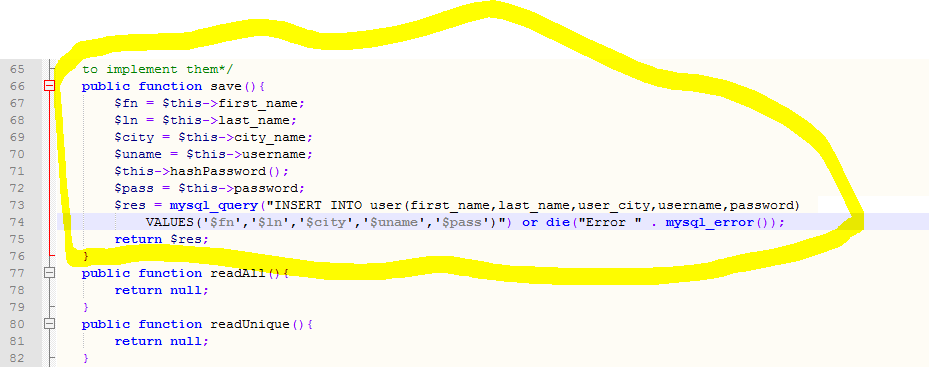 65 to implement them*/
66 public function save(){
67 $fn = $this->first_name;
68 $ln = $this->last_name;
69 $city = $this->city_name;
70 $uname = $this->username;
71 $this->hashPassword();
72 $pass = $this->password;
73 $res = mysql_query("INSERT INTO user(first_name,last_name,user_city,username,password)
74 VALUES('$fn','$ln','$city','$uname','$pass')") or die("Error " . mysql_error());
75 return $res;
76 }
77 public function readAll(){
78 return null;
79 }
80 public function readUnique(){
81 return null;
82 }